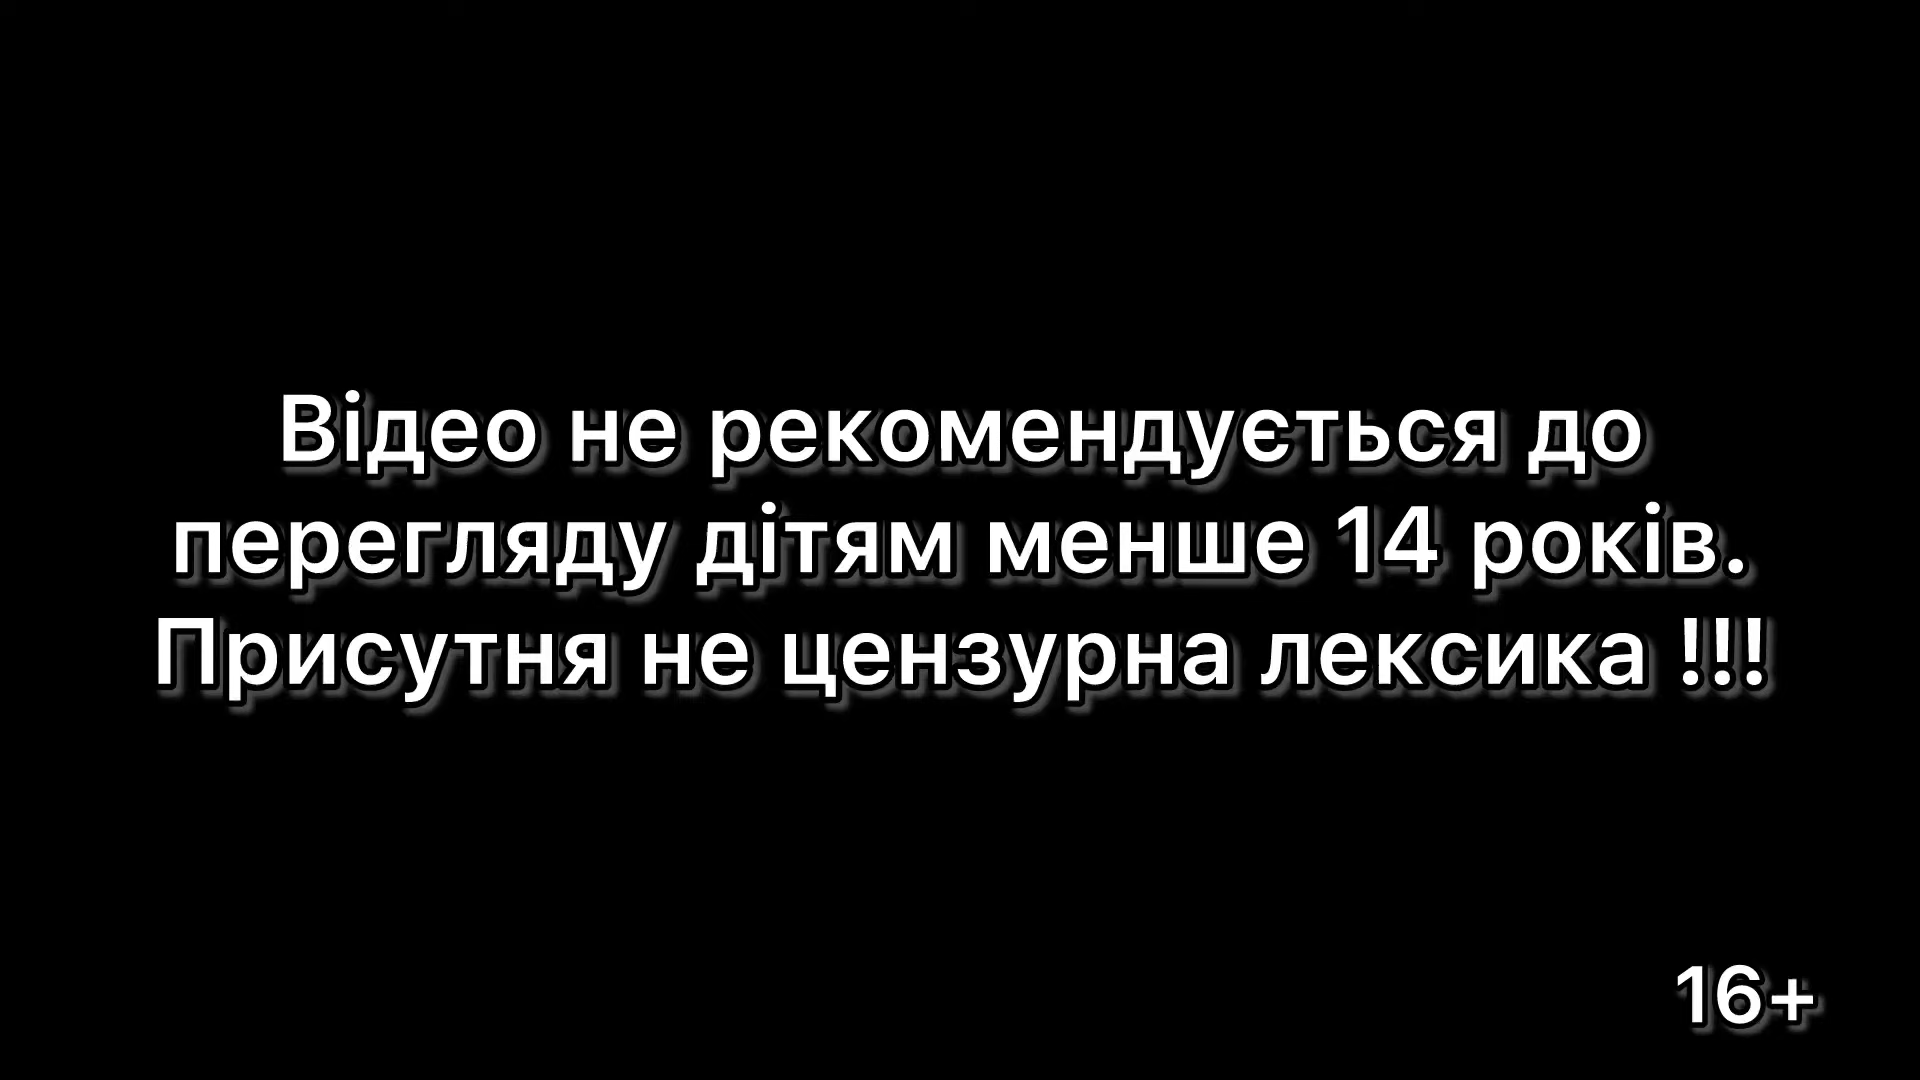 Відео не рекомендується до
перегляду дітям менше 14 років.
Присутня не цензурна лексика !!!
16+